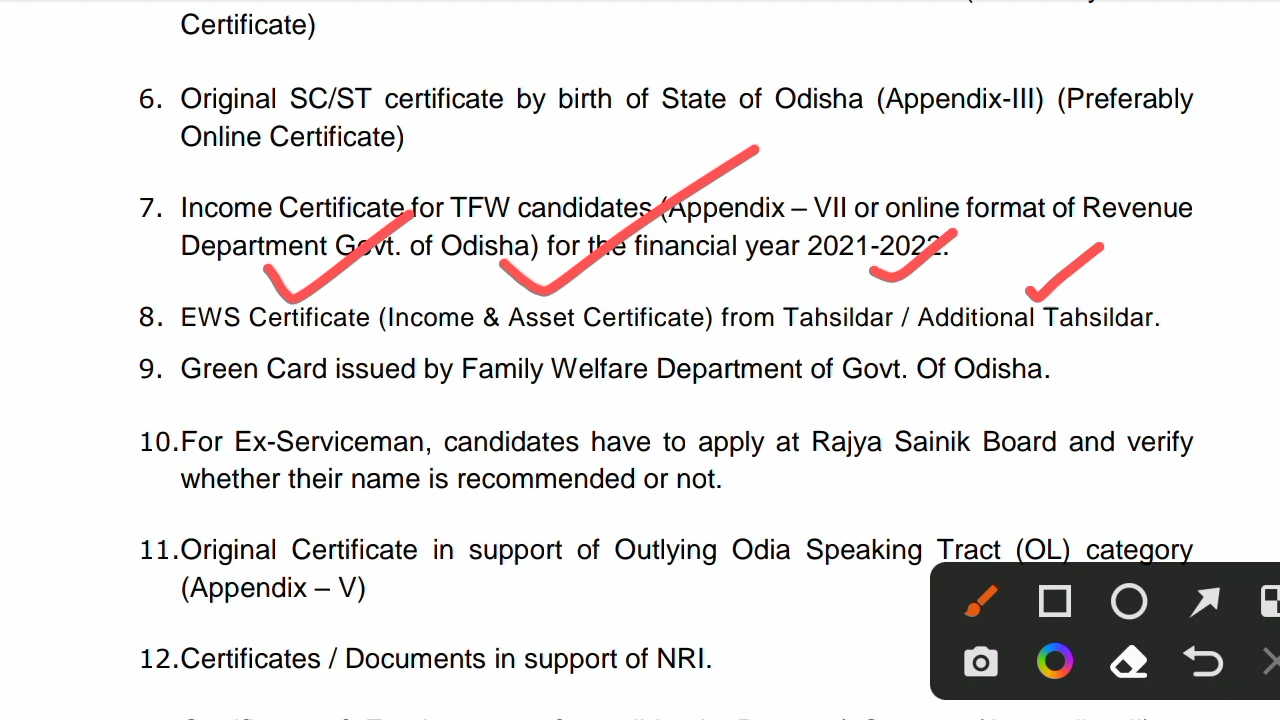 Certificate)
6. Original SC/ST certificate by birth of State of Odisha (Appendix-III) (Preferably
Online Certificate)
7. Income Certificate for TFW candidates (Appendix – VII or online format of Revenue
Department Govt. of Odisha) for the financial year 2021-2022.
8. EWS Certificate (Income & Asset Certificate) from Tahsildar / Additional Tahsildar.
9. Green Card issued by Family Welfare Department of Govt. Of Odisha.
10.For Ex-Serviceman, candidates have to apply at Rajya Sainik Board and verify
whether their name is recommended or not.
11.Original Certificate in support of Outlying Odia Speaking Tract (OL) category
(Appendix – V)
12.Certificates / Documents in support of NRI.